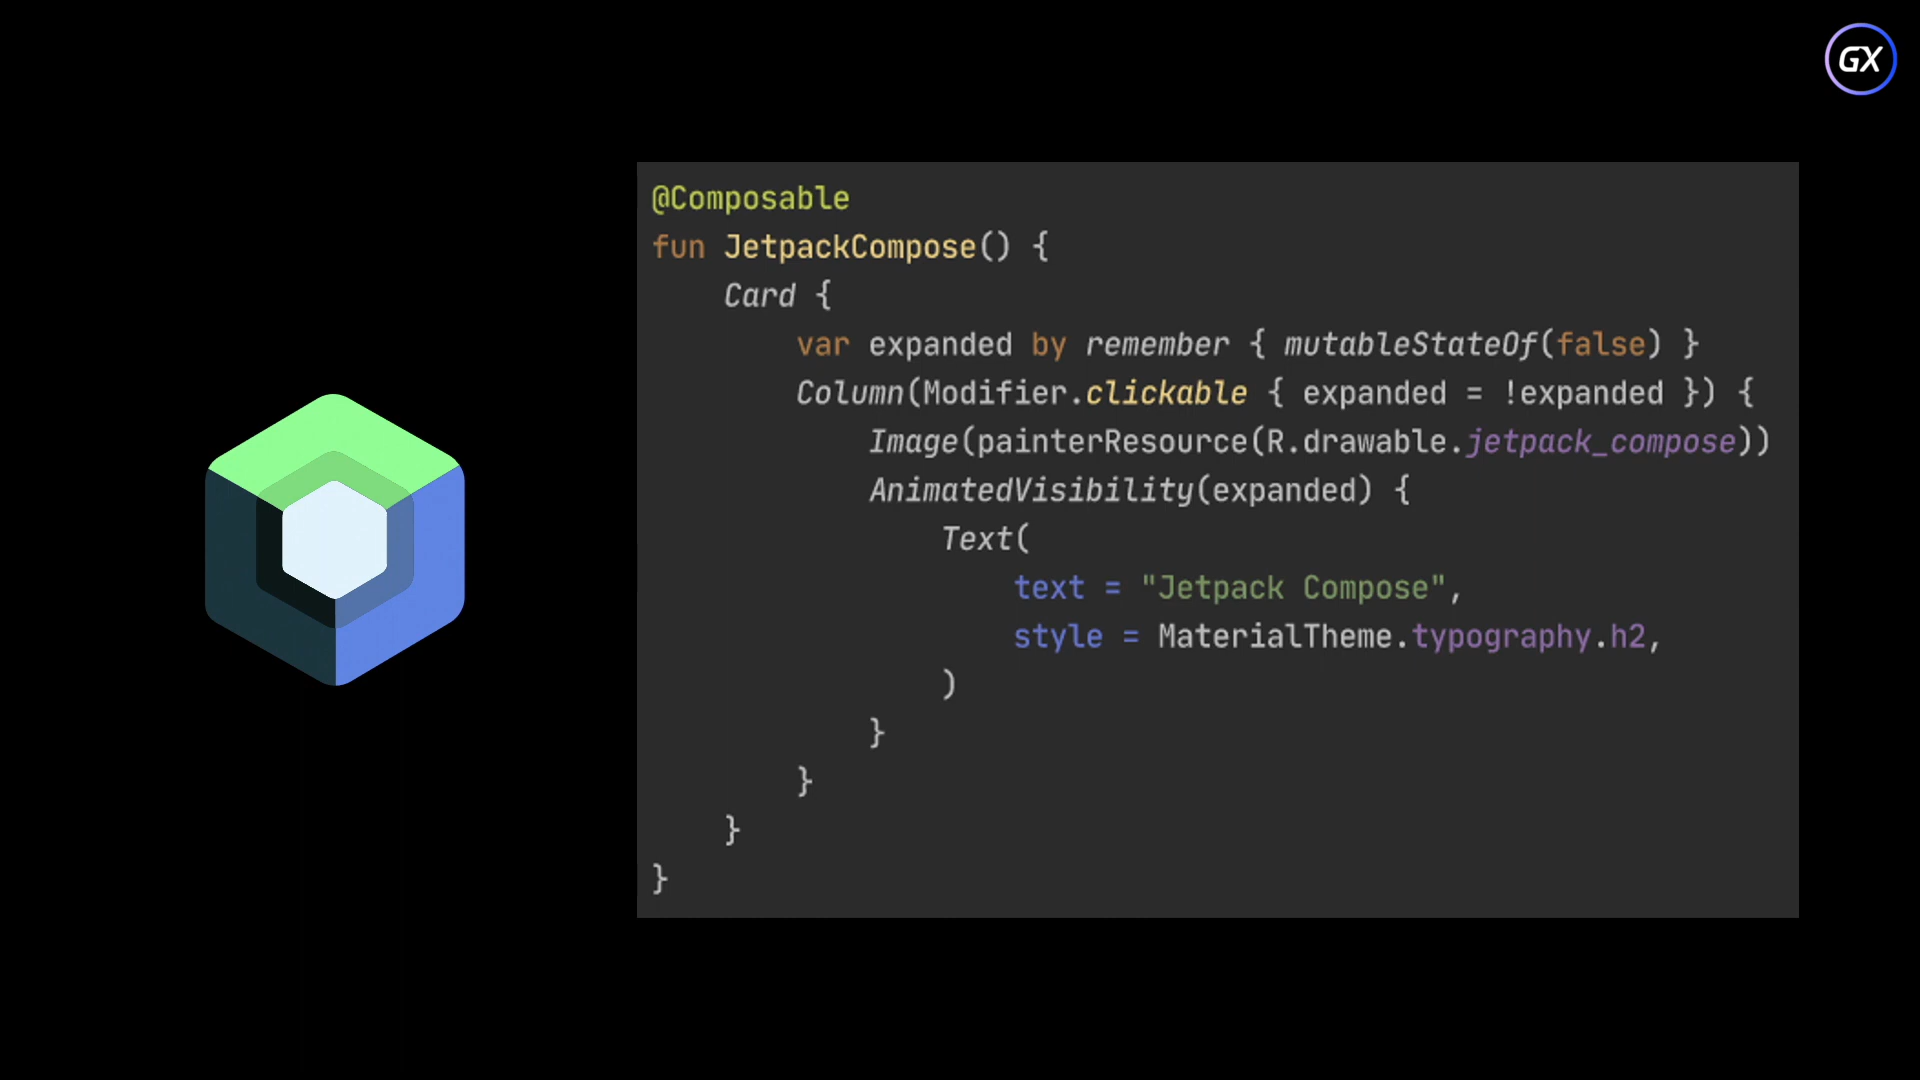 GX
@Composable
fun JetpackCompose() {
    Card {
        var expanded by remember { mutableStateOf(false) }
        Column(Modifier.clickable { expanded = !expanded }) {
            Image(painterResource(R.drawable.jetpack_compose))
            AnimatedVisibility(expanded) {
                Text(
                    text = "Jetpack Compose",
                    style = MaterialTheme.typography.h2,
                )
            }
        }
    }
}